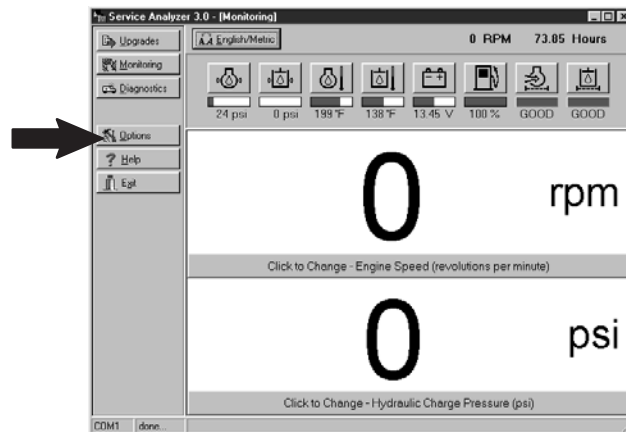 Service Analyzer 3.0 - [Monitoring]
Upgrades
Monitoring
Diagnostics
Options
Help
Exit
English/Metric
0 RPM 73.05 Hours
24 psi 0 psi 199 °F 138 °F 13.45 V 100 % GOOD GOOD
0 rpm
Click to Change - Engine Speed (revolutions per minute)
0 psi
Click to Change - Hydraulic Charge Pressure (psi)
COM1 done...